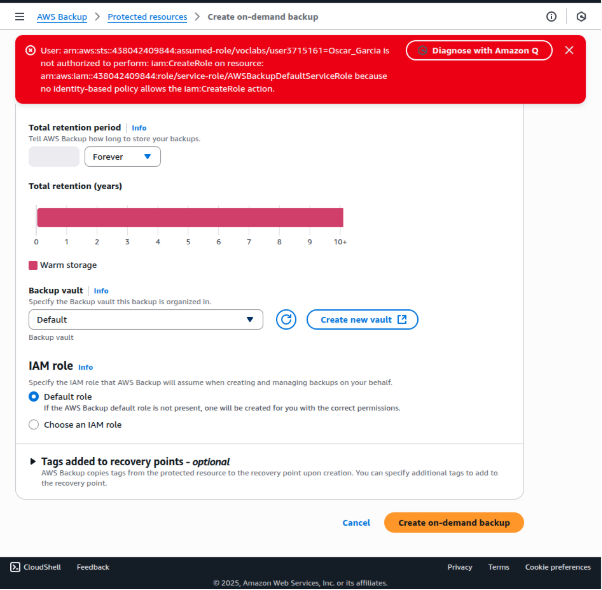 AWS Backup > Protected resources > Create on-demand backup
User: arn:aws:sts::438042409844:assumed-role/voclabs/user3715161=Oscar_Garcia is
not authorized to perform: iam:CreateRole on resource:
arn:aws:iam::438042409844:role/service-role/AWSBackupDefaultServiceRole because
no identity-based policy allows the iam:CreateRole action.
Diagnose with Amazon Q
Total retention period Info
Tell AWS Backup how long to store your backups.
Forever
Total retention (years)
0 1 2 3 4 5 6 7 8 9 10+
Warm storage
Backup vault Info
Specify the Backup vault this backup is organized in.
Default
Create new vault
Backup vault
IAM role Info
Specify the IAM role that AWS Backup will assume when creating and managing backups on your behalf.
Default role
If the AWS Backup default role is not present, one will be created for you with the correct permissions.
Choose an IAM role
Tags added to recovery points – optional
AWS Backup copies tags from the protected resource to the recovery point upon creation. You can specify additional tags to add to
the recovery point.
Cancel
Create on-demand backup
CloudShell Feedback Privacy Terms Cookie preferences
© 2025, Amazon Web Services, Inc. or its affiliates.